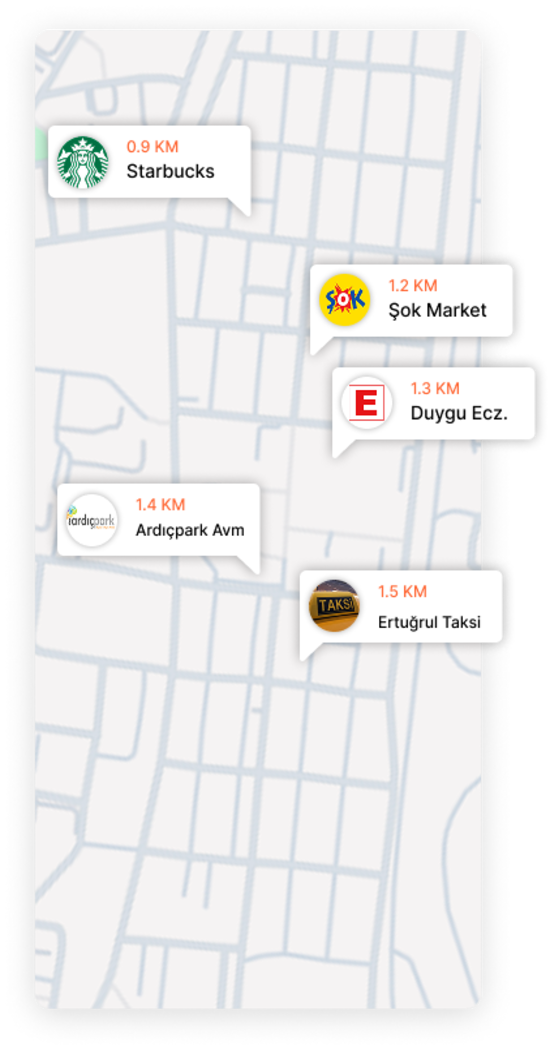 0.9 KM
Starbucks
1.2 KM
ŞOK
Şok Market
1.3 KM
E
Duygu Ecz.
1.4 KM
ardıçpark
Ardıçpark Avm
1.5 KM
TAKSİ
Ertuğrul Taksi